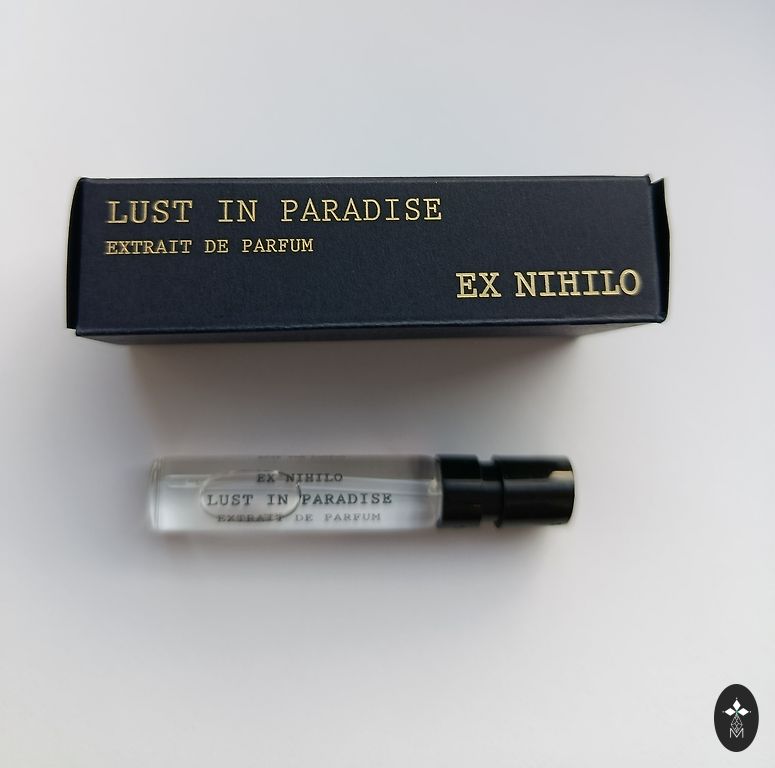 LUST IN PARADISE
EXTRAIT DE PARFUM
EX NIHILO
EX NIHILO
LUST IN PARADISE
EXTRAIT DE PARFUM
M